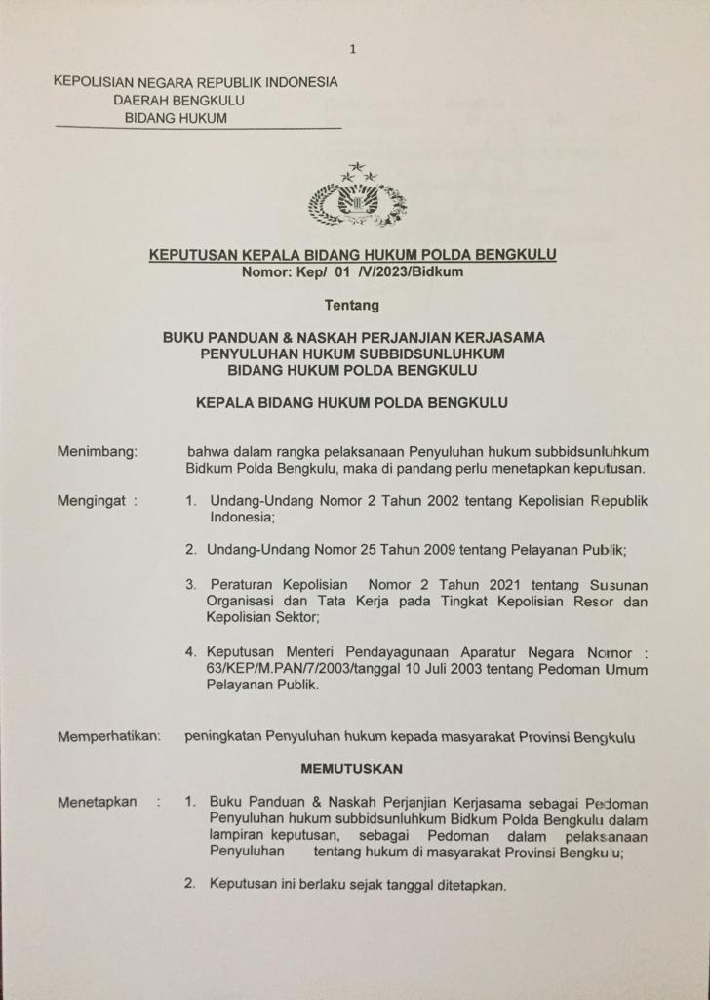 1
KEPOLISIAN NEGARA REPUBLIK INDONESIA
DAERAH BENGKULU
BIDANG HUKUM
KEPUTUSAN KEPALA BIDANG HUKUM POLDA BENGKULU
Nomor: Kep/ 01 /V/2023/Bidkum
Tentang
BUKU PANDUAN & NASKAH PERJANJIAN KERJASAMA
PENYULUHAN HUKUM SUBBIDSUNLUHKUM
BIDANG HUKUM POLDA BENGKULU
KEPALA BIDANG HUKUM POLDA BENGKULU
Menimbang: bahwa dalam rangka pelaksanaan Penyuluhan hukum subbidsunluhkum
Bidkum Polda Bengkulu, maka di pandang perlu menetapkan keputusan.
Mengingat : 1. Undang-Undang Nomor 2 Tahun 2002 tentang Kepolisian Republik
Indonesia;
2. Undang-Undang Nomor 25 Tahun 2009 tentang Pelayanan Publik;
3. Peraturan Kepolisian Nomor 2 Tahun 2021 tentang Susunan
Organisasi dan Tata Kerja pada Tingkat Kepolisian Resor dan
Kepolisian Sektor;
4. Keputusan Menteri Pendayagunaan Aparatur Negara Nomor :
63/KEP/M.PAN/7/2003/tanggal 10 Juli 2003 tentang Pedoman Umum
Pelayanan Publik.
Memperhatikan: peningkatan Penyuluhan hukum kepada masyarakat Provinsi Bengkulu
MEMUTUSKAN
Menetapkan : 1. Buku Panduan & Naskah Perjanjian Kerjasama sebagai Pedoman
Penyuluhan hukum subbidsunluhkum Bidkum Polda Bengkulu dalam
lampiran keputusan, sebagai Pedoman dalam pelaksanaan
Penyuluhan tentang hukum di masyarakat Provinsi Bengkulu;
2. Keputusan ini berlaku sejak tanggal ditetapkan.